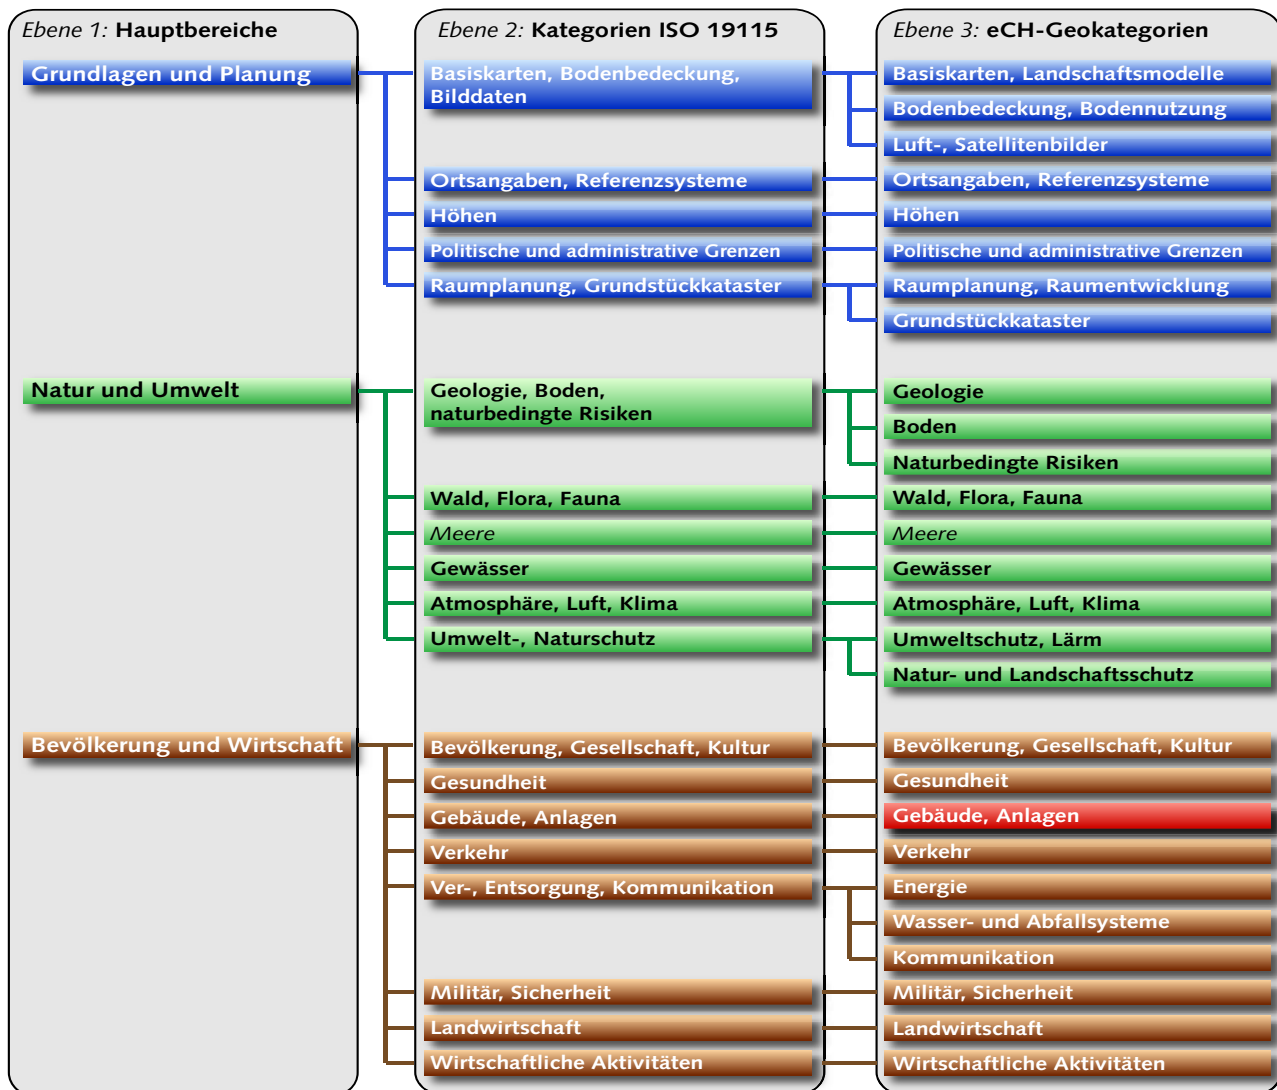 Ebene 1: Hauptbereiche
Grundlagen und Planung
Natur und Umwelt
Bevölkerung und Wirtschaft
Ebene 2: Kategorien ISO 19115
Basiskarten, Bodenbedeckung,
Bilddaten
Ortsangaben, Referenzsysteme
Höhen
Politische und administrative Grenzen
Raumplanung, Grundstückkataster
Geologie, Boden,
naturbedingte Risiken
Wald, Flora, Fauna
Meere
Gewässer
Atmosphäre, Luft, Klima
Umwelt-, Naturschutz
Bevölkerung, Gesellschaft, Kultur
Gesundheit
Gebäude, Anlagen
Verkehr
Ver-, Entsorgung, Kommunikation
Militär, Sicherheit
Landwirtschaft
Wirtschaftliche Aktivitäten
Ebene 3: eCH-Geokategorien
Basiskarten, Landschaftsmodelle
Bodenbedeckung, Bodennutzung
Luft-, Satellitenbilder
Ortsangaben, Referenzsysteme
Höhen
Politische und administrative Grenzen
Raumplanung, Raumentwicklung
Grundstückkataster
Geologie
Boden
Naturbedingte Risiken
Wald, Flora, Fauna
Meere
Gewässer
Atmosphäre, Luft, Klima
Umweltschutz, Lärm
Natur- und Landschaftsschutz
Bevölkerung, Gesellschaft, Kultur
Gesundheit
Gebäude, Anlagen
Verkehr
Energie
Wasser- und Abfallsysteme
Kommunikation
Militär, Sicherheit
Landwirtschaft
Wirtschaftliche Aktivitäten